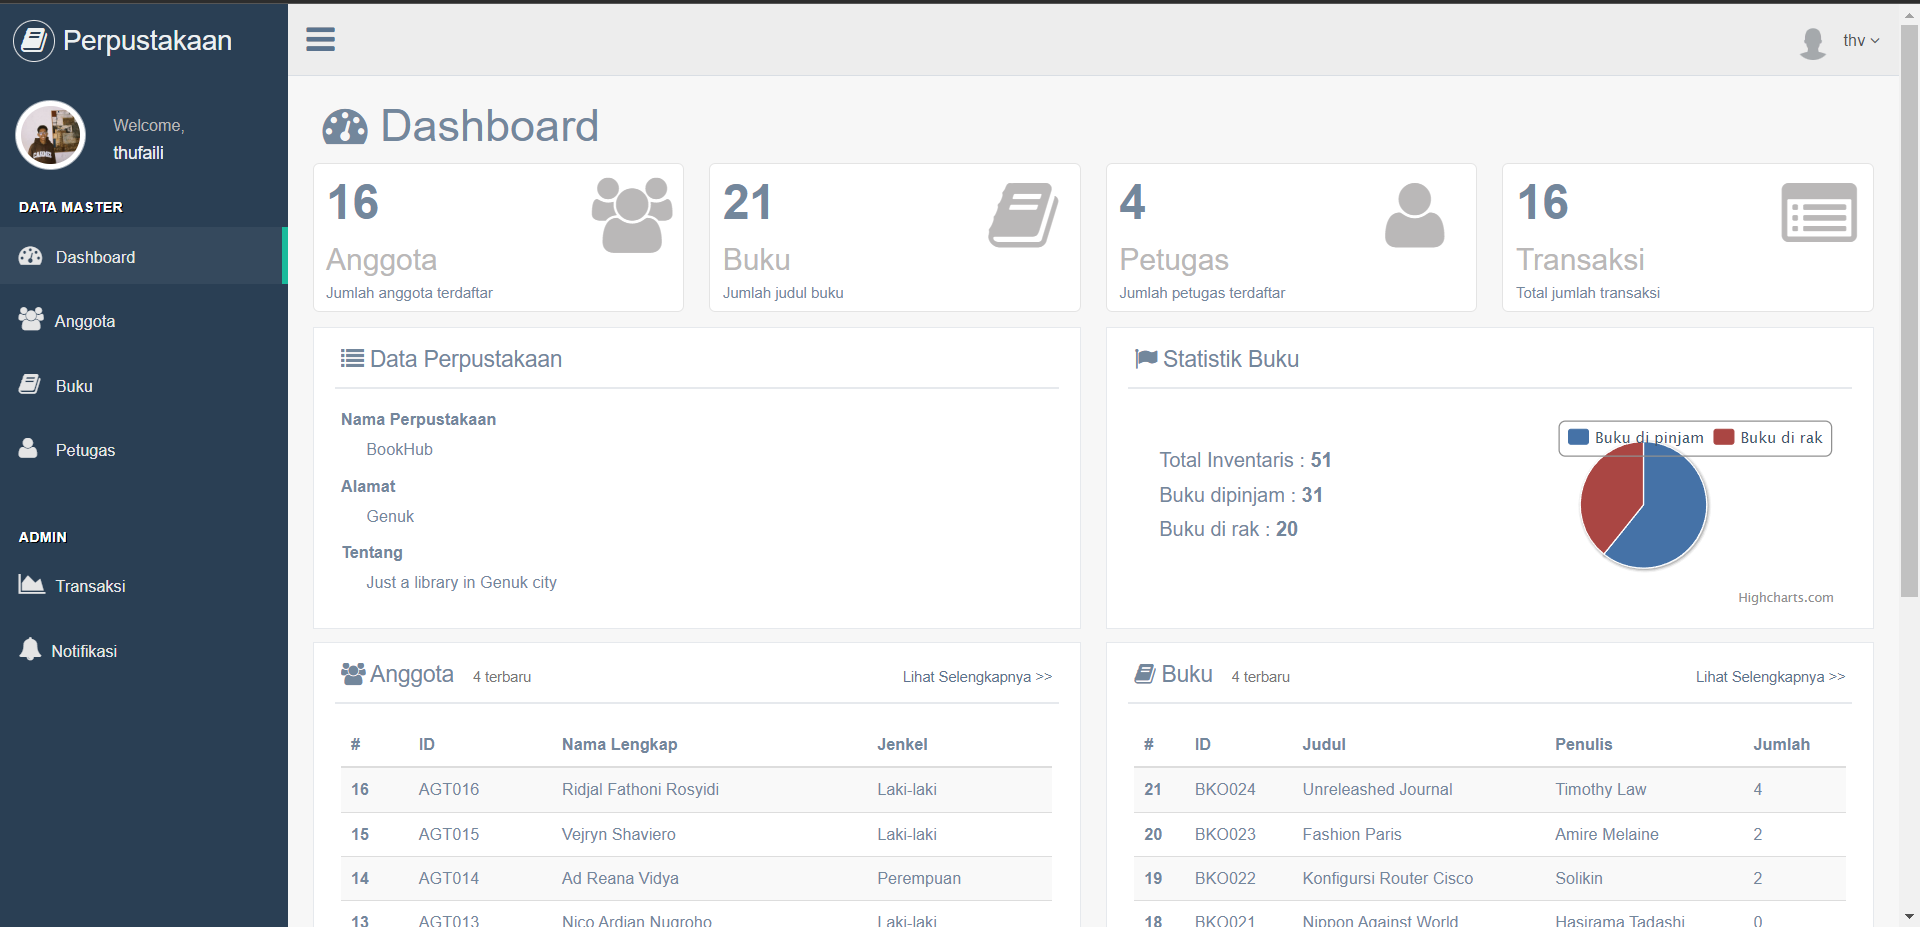 Perpustakaan
thv
Welcome,
thufaili
DATA MASTER
Dashboard
Anggota
Buku
Petugas
ADMIN
Transaksi
Notifikasi
Dashboard
16
Anggota
Jumlah anggota terdaftar
21
Buku
Jumlah judul buku
4
Petugas
Jumlah petugas terdaftar
16
Transaksi
Total jumlah transaksi
Data Perpustakaan
Nama Perpustakaan
BookHub
Alamat
Genuk
Tentang
Just a library in Genuk city
Statistik Buku
Total Inventaris : 51
Buku dipinjam : 31
Buku di rak : 20
Buku di pinjam Buku di rak
Highcharts.com
Anggota 4 terbaru Lihat Selengkapnya >>
# ID Nama Lengkap Jenkel
16 AGT016 Ridjal Fathoni Rosyidi Laki-laki
15 AGT015 Vejryn Shaviero Laki-laki
14 AGT014 Ad Reana Vidya Perempuan
13 AGT013 Nico Ardian Nugroho Laki-laki
Buku 4 terbaru Lihat Selengkapnya >>
# ID Judul Penulis Jumlah
21 BKO024 Unreleashed Journal Timothy Law 4
20 BKO023 Fashion Paris Amire Melaine 2
19 BKO022 Konfigursi Router Cisco Solikin 2
18 BKO021 Nippon Against World Hasirama Tadashi 0